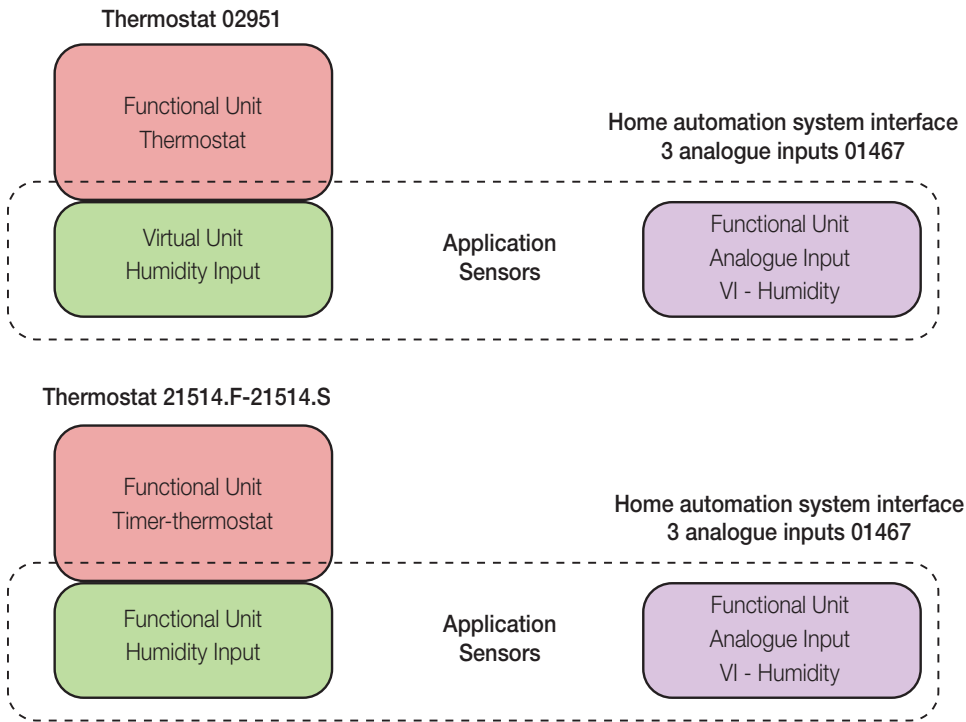 Thermostat 02951
Functional Unit
Thermostat
Home automation system interface
3 analogue inputs 01467
Virtual Unit
Humidity Input
Application
Sensors
Functional Unit
Analogue Input
VI - Humidity
Thermostat 21514.F-21514.S
Functional Unit
Timer-thermostat
Home automation system interface
3 analogue inputs 01467
Functional Unit
Humidity Input
Application
Sensors
Functional Unit
Analogue Input
VI - Humidity